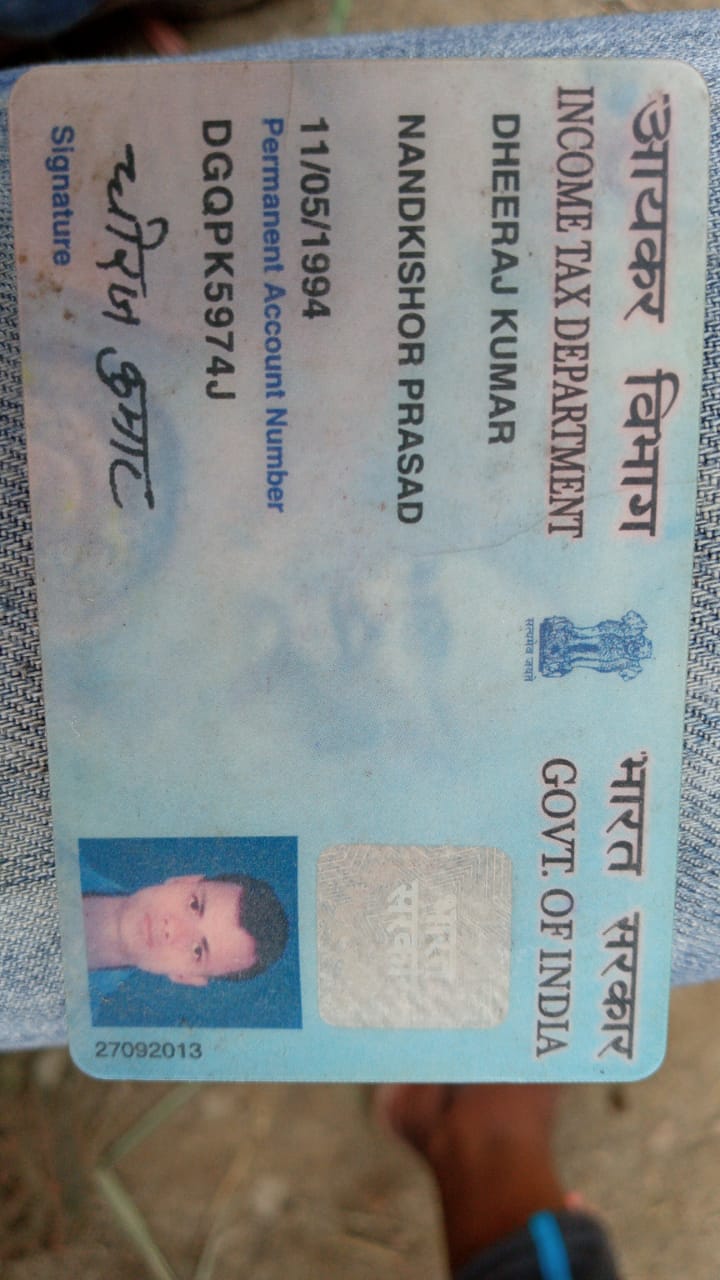 आयकर विभाग
INCOME TAX DEPARTMENT
सत्यमेव जयते
भारत सरकार
GOVT. OF INDIA
DHEERAJ KUMAR
NANDKISHOR PRASAD
11/05/1994
Permanent Account Number
DGQPK5974J
धीरज कुमार
Signature
भारत
सरकार
27092013